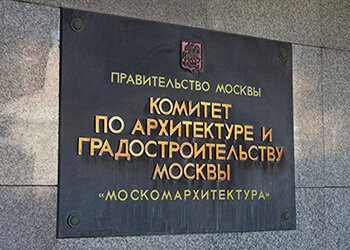 ПРАВИТЕЛЬСТВО МОСКВЫ
КОМИТЕТ
ПО АРХИТЕКТУРЕ И
ГРАДОСТРОИТЕЛЬСТВУ
МОСКВЫ
«МОСКОМАРХИТЕКТУРА»